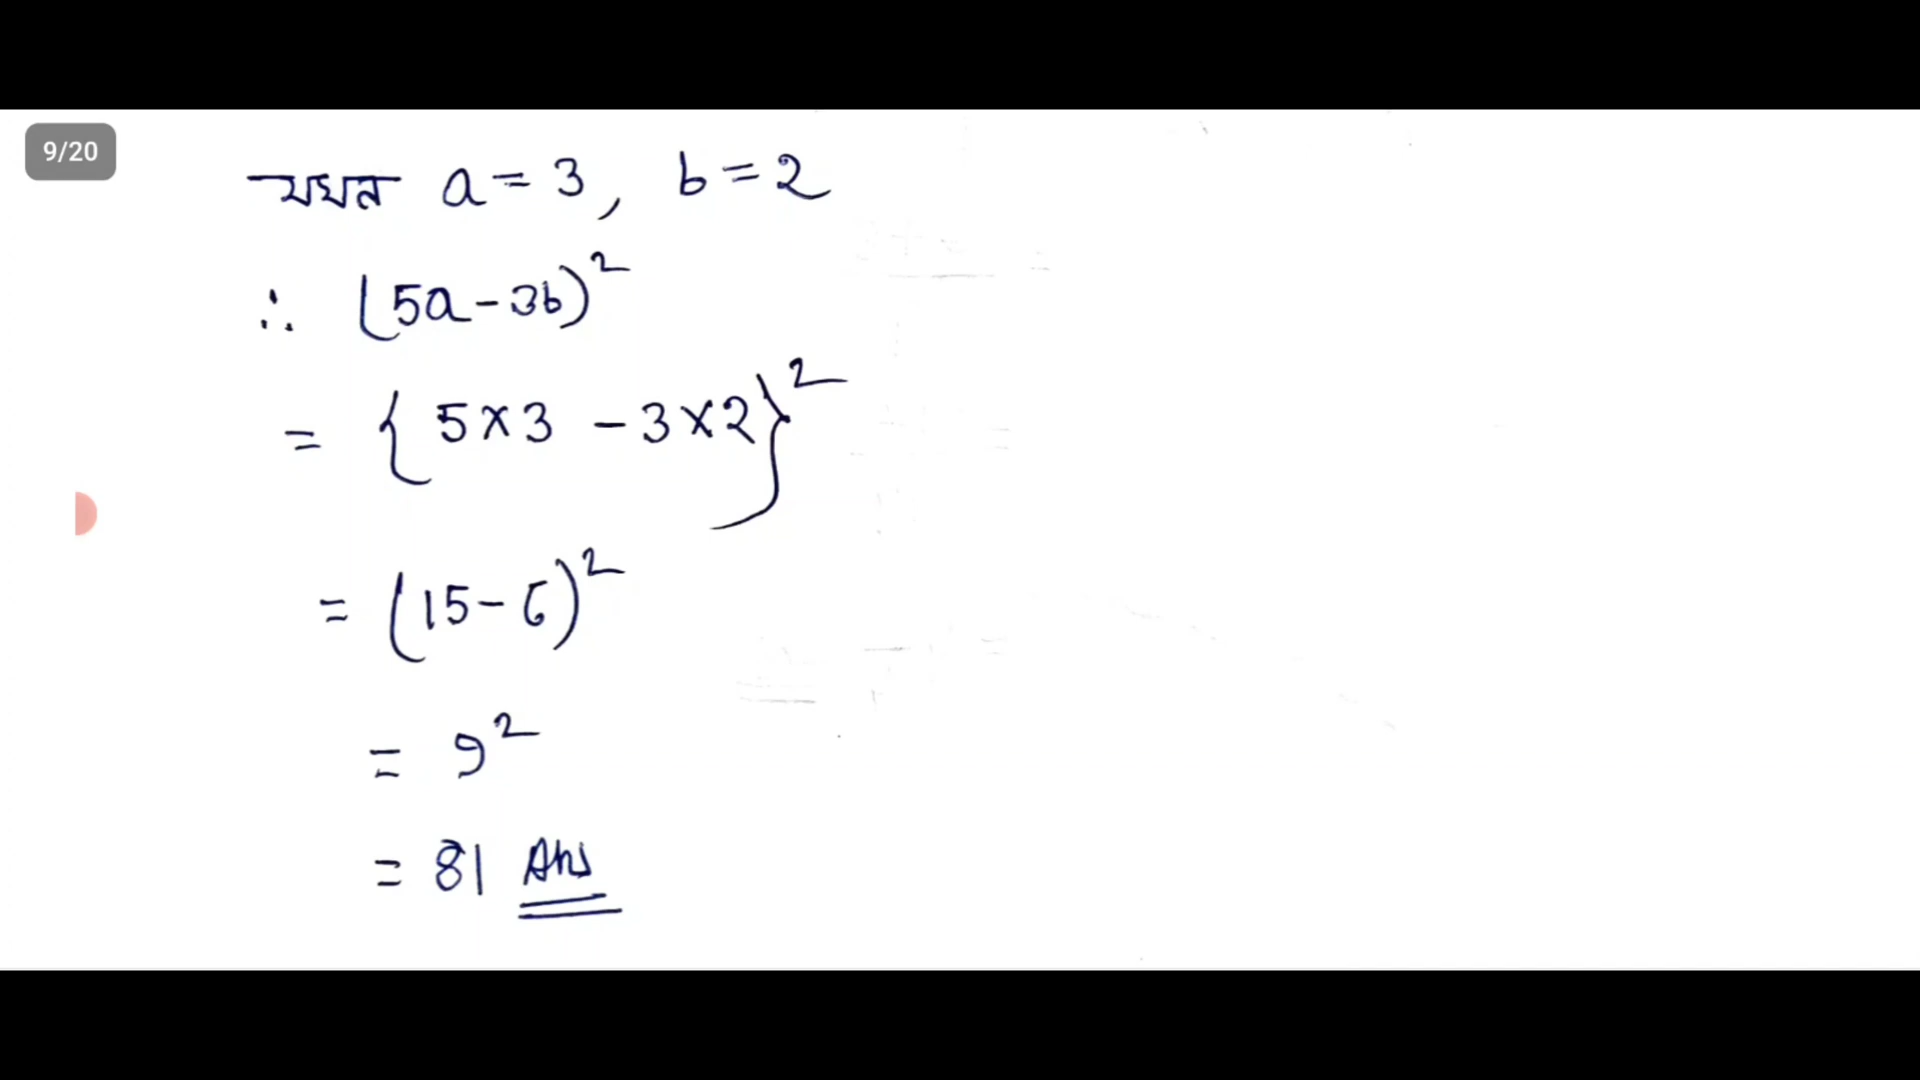 9/20
যখন a = 3, b = 2
∴ (5a - 3b)²
= {5×3 - 3×2}²
= (15 - 6)²
= 9²
= 81 Ans